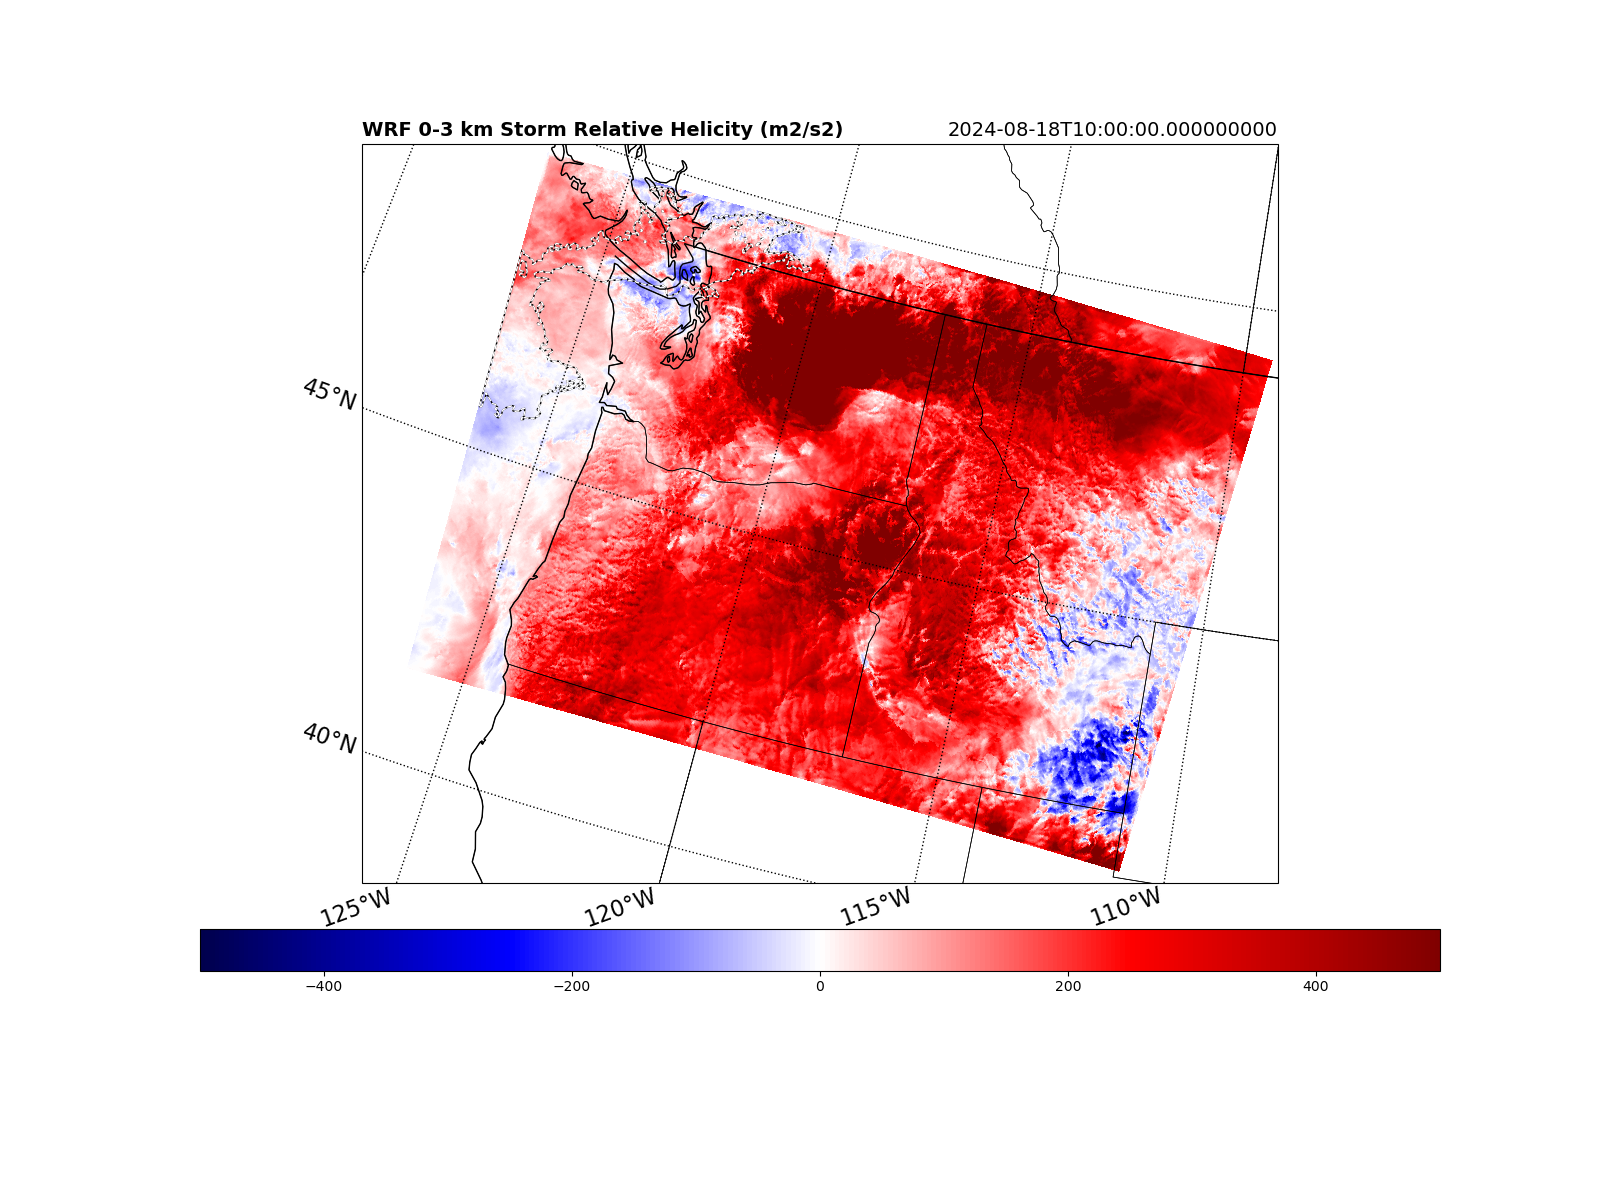 WRF 0-3 km Storm Relative Helicity (m2/s2) 2024-08-18T10:00:00.000000000
45°N
40°N
125°W 120°W 115°W 110°W
−400 −200 0 200 400